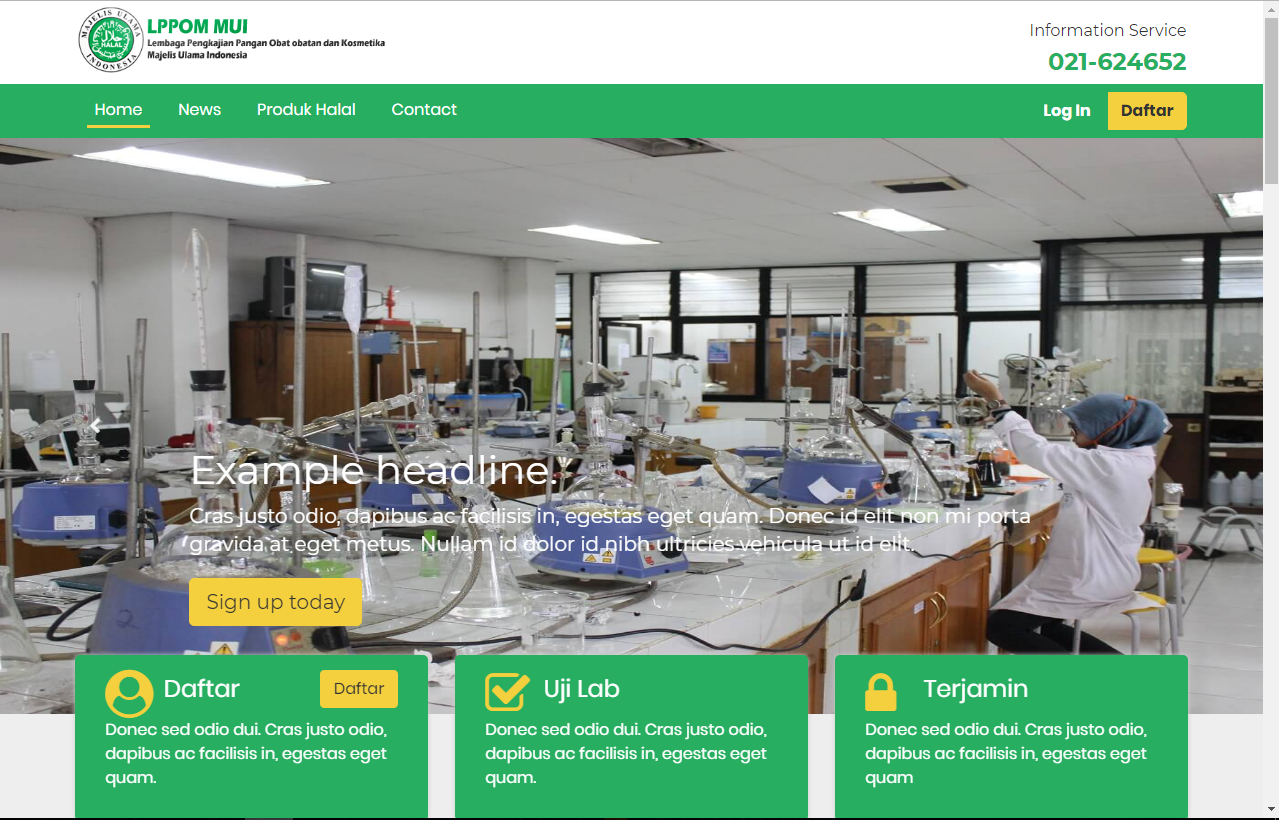 MAJELIS ULAMA
HALAL
INDONESIA
LPPOM MUI
Lembaga Pengkajian Pangan Obat obatan dan Kosmetika
Majelis Ulama Indonesia
Information Service
021-624652
Home
News
Produk Halal
Contact
Log In
Daftar
Example headline.
Cras justo odio, dapibus ac facilisis in, egestas eget quam. Donec id elit non mi porta
gravida at eget metus. Nullam id dolor id nibh ultricies vehicula ut id elit.
Sign up today
Daftar
Daftar
Donec sed odio dui. Cras justo odio,
dapibus ac facilisis in, egestas eget
quam.
Uji Lab
Donec sed odio dui. Cras justo odio,
dapibus ac facilisis in, egestas eget
quam.
Terjamin
Donec sed odio dui. Cras justo odio,
dapibus ac facilisis in, egestas eget
quam